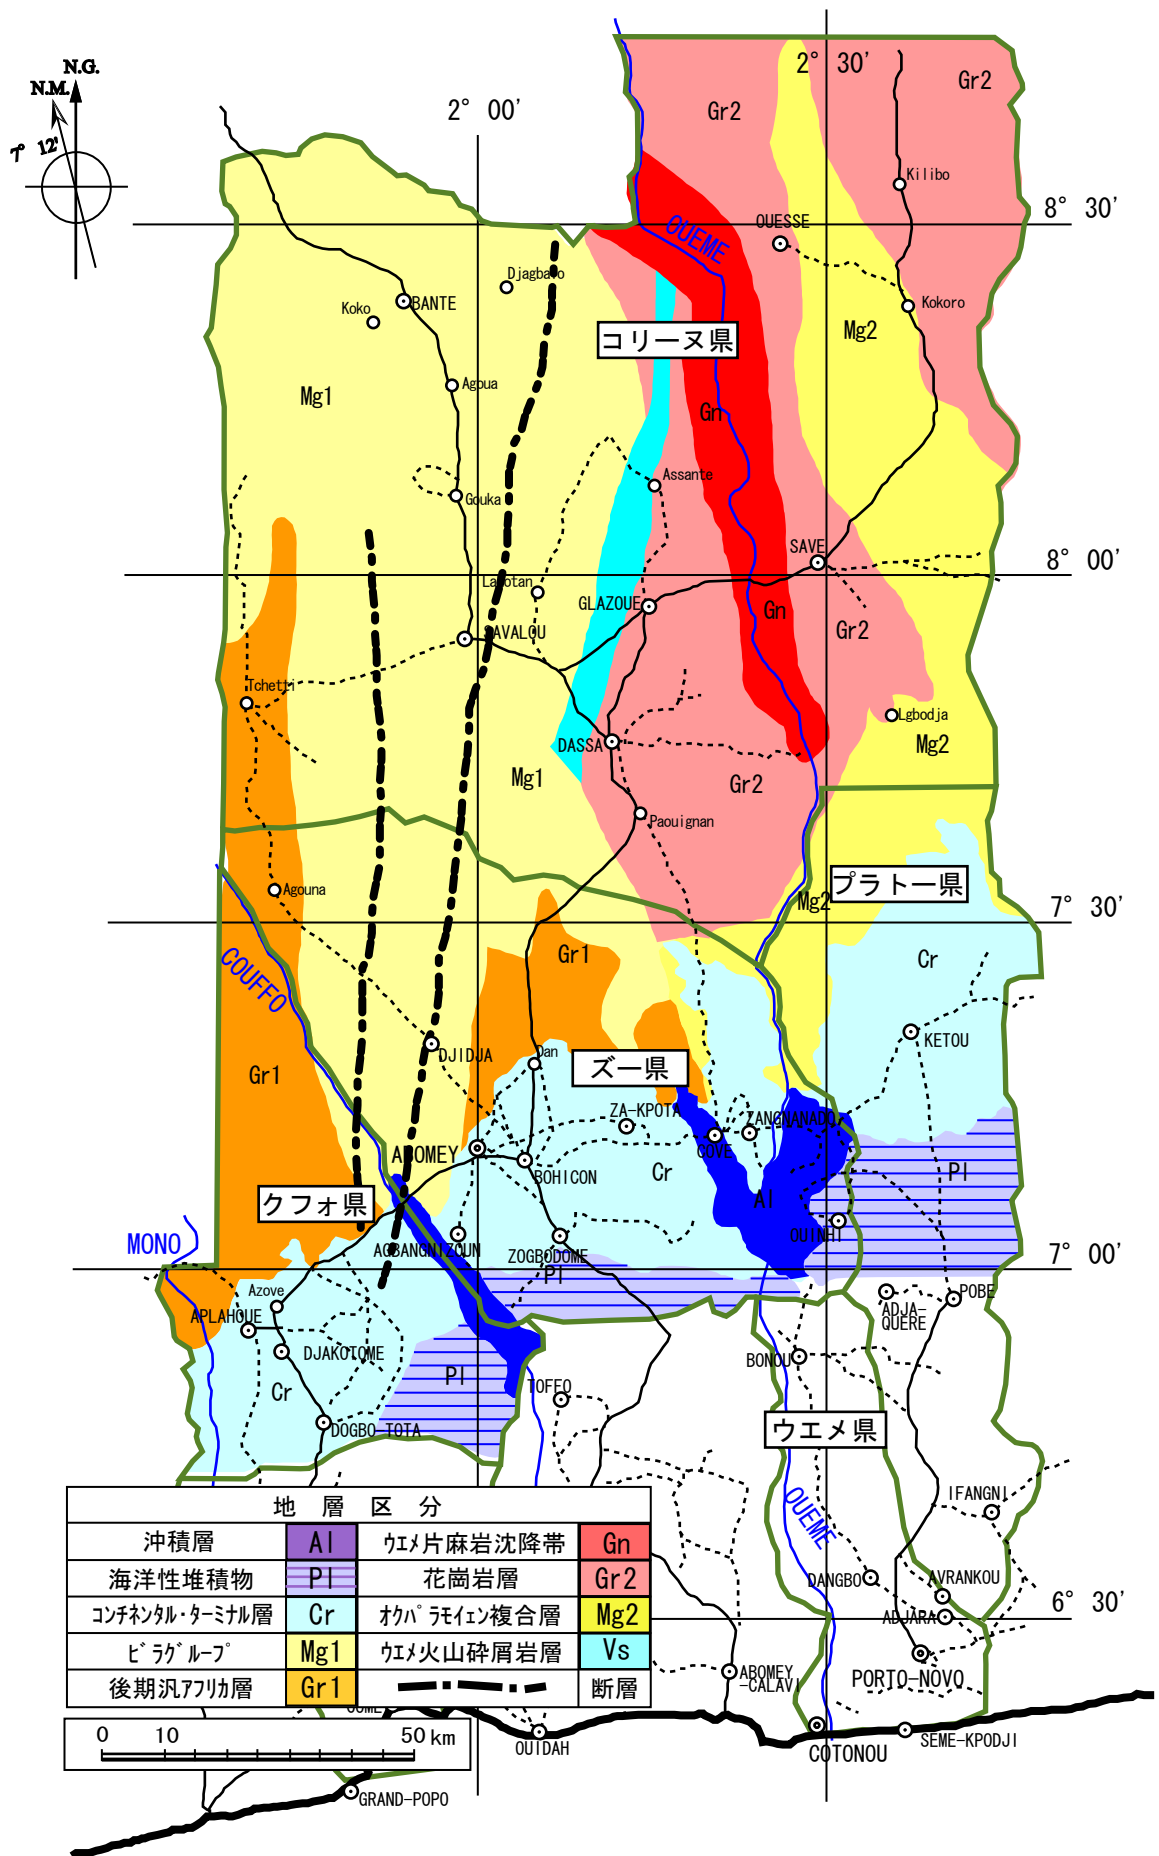 N.G.
N.M.
7° 12'
2° 00'
2° 30'
Gr2
Gr2
Kilibo
8° 30'
OUESSE
OUEME
Djagbalo
BANTE
Koko
Kokoro
コリーヌ県
Mg2
Agoua
Mg1
Gn
Assante
Gouka
SAVE
8° 00'
GLAZOUE
Gn
Gr2
Tchetti
Lgbodja
DASSA
Mg2
Mg1
Gr2
Paouignan
プラトー県
Agouna
Mg2
7° 30'
Gr1
Cr
COUFFO
KETOU
DJIDJA
Dan
ズー県
Gr1
ZA-KPOTA
ZANGNANADO
COVE
ABOMEY
BOHICON
Cr
Pl
Al
クフォ県
OUINHI
MONO
AGBANGNIZOUN
ZOGBODOME
Pl
7° 00'
Azove
ADJA-
QUERE
POBE
APLAHOUE
DJAKOTOME
BONOU
Pl
Cr
TOFFO
DOGBO-TOTA
ウエメ県
IFANGNI
OUEME
地 層 区 分
沖積層 Al ウエメ片麻岩沈降帯 Gn
海洋性堆積物 Pl 花崗岩層 Gr2
コンチネンタル・ターミナル層 Cr オクパラモイェン複合層 Mg2
ビラグループ Mg1 ウエメ火山砕屑岩層 Vs
後期汎アフリカ層 Gr1 断層
DANGBO
AVRANKOU
ADJARA
6° 30'
ABOMEY
-CALAVI
PORTO-NOVO
0 10 50 km
OUIDAH
COTONOU
SEME-KPODJI
GRAND-POPO